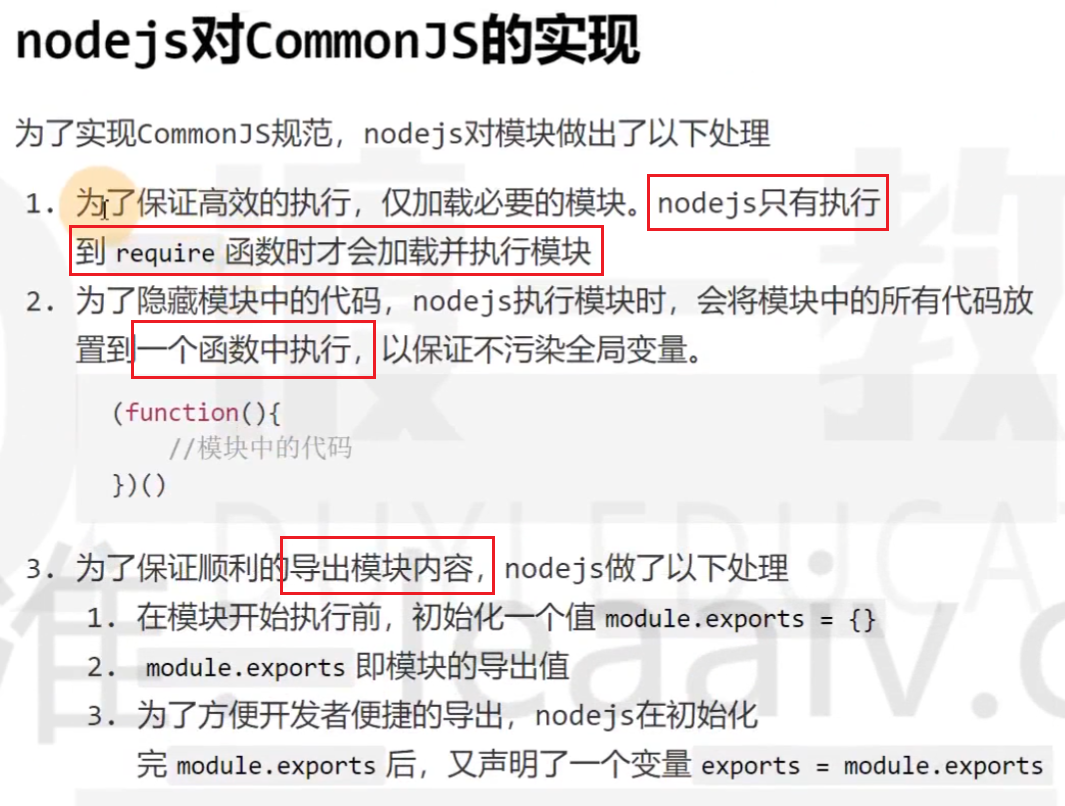 nodejs对CommonJS的实现
为了实现CommonJS规范，nodejs对模块做出了以下处理
1. 为了保证高效的执行，仅加载必要的模块。nodejs只有执行
到 require 函数时才会加载并执行模块
2. 为了隐藏模块中的代码，nodejs执行模块时，会将模块中的所有代码放
置到一个函数中执行，以保证不污染全局变量。
(function(){
//模块中的代码
})()
3. 为了保证顺利的导出模块内容，nodejs做了以下处理
1. 在模块开始执行前，初始化一个值 module.exports = {}
2. module.exports 即模块的导出值
3. 为了方便开发者便捷的导出，nodejs在初始化
完 module.exports 后，又声明了一个变量 exports = module.exports